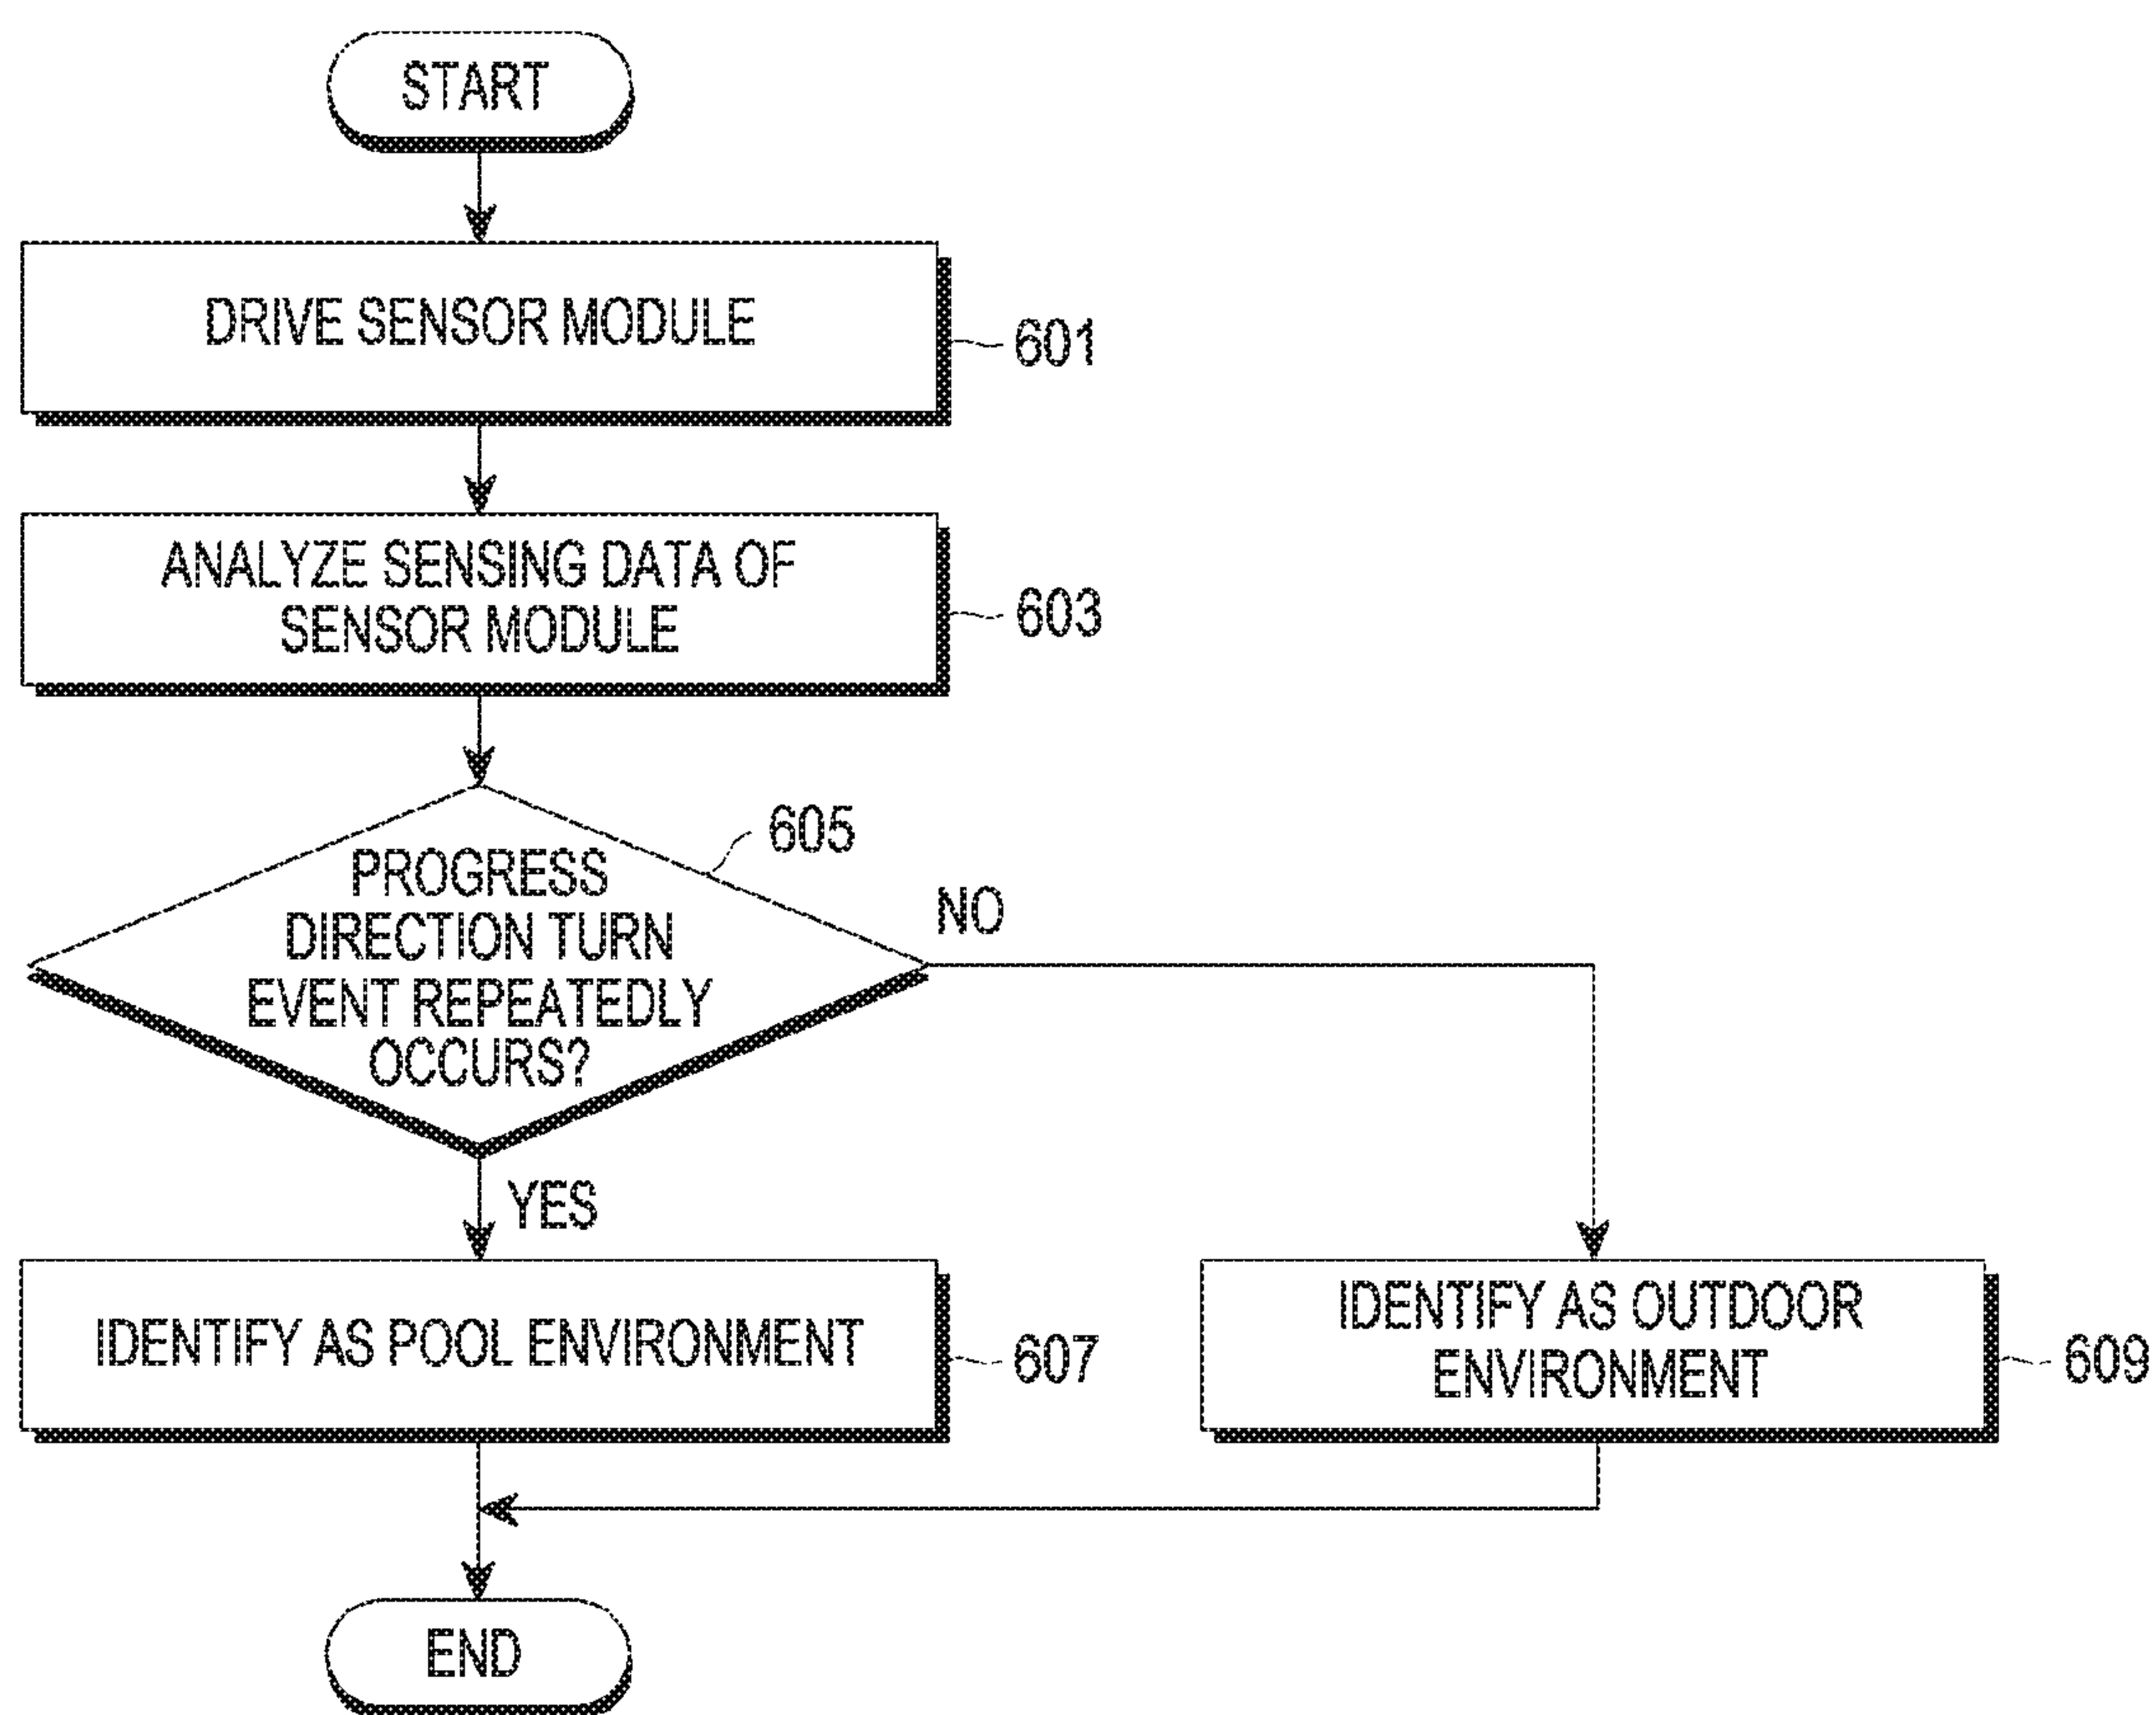 START
DRIVE SENSOR MODULE
601
ANALYZE SENSING DATA OF
SENSOR MODULE
603
605
PROGRESS
DIRECTION TURN
EVENT REPEATEDLY
OCCURS?
NO
YES
IDENTIFY AS POOL ENVIRONMENT
607
IDENTIFY AS OUTDOOR
ENVIRONMENT
609
END